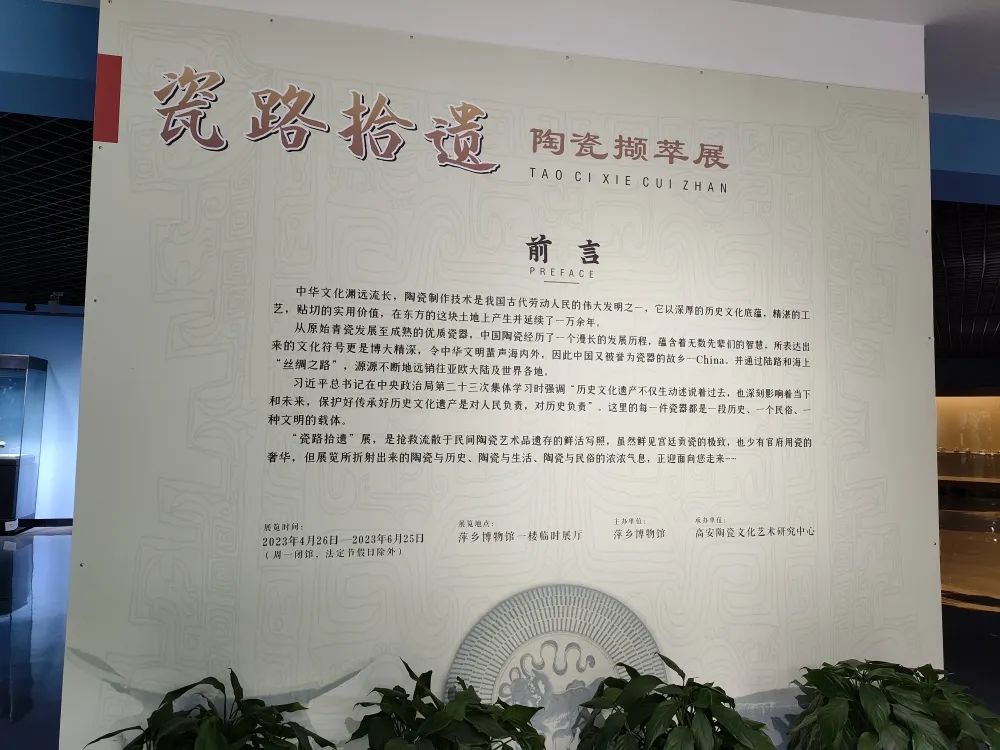 瓷路拾遗 陶瓷撷萃展
TAO CI XIE CUI ZHAN
前言
PREFACE
中华文化渊远流长，陶瓷制作技术是我国古代劳动人民的伟大发明之一，它以深厚的历史文化底蕴，精湛的工
艺，贴切的实用价值，在东方的这块土地上产生并延续了一万余年。
从原始青瓷发展至成熟的优质瓷器，中国陶瓷经历了一个漫长的发展历程，蕴含着无数先辈们的智慧，所表达出
来的文化符号更是博大精深，令中华文明蜚声海内外，因此中国又被誉为瓷器的故乡—China，并通过陆路和海上
“丝绸之路”，源源不断地远销往亚欧大陆及世界各地。
习近平总书记在中央政治局第二十三次集体学习时强调“历史文化遗产不仅生动述说着过去，也深刻影响着当下
和未来，保护好传承好历史文化遗产是对人民负责，对历史负责”，这里的每一件瓷器都是一段历史、一个民俗、一
种文明的载体。
“瓷路拾遗”展，是抢救流散于民间陶瓷艺术品遗存的鲜活写照，虽然鲜见宫廷贡瓷的极致，也少有官府用瓷的
奢华，但展览所折射出来的陶瓷与历史、陶瓷与生活、陶瓷与民俗的浓浓气息，正迎面向您走来……
展览时间：
2023年4月26日—2023年6月25日
（周一闭馆，法定节假日除外）
展览地点：
萍乡博物馆一楼临时展厅
主办单位：
萍乡博物馆
承办单位：
高安陶瓷文化艺术研究中心